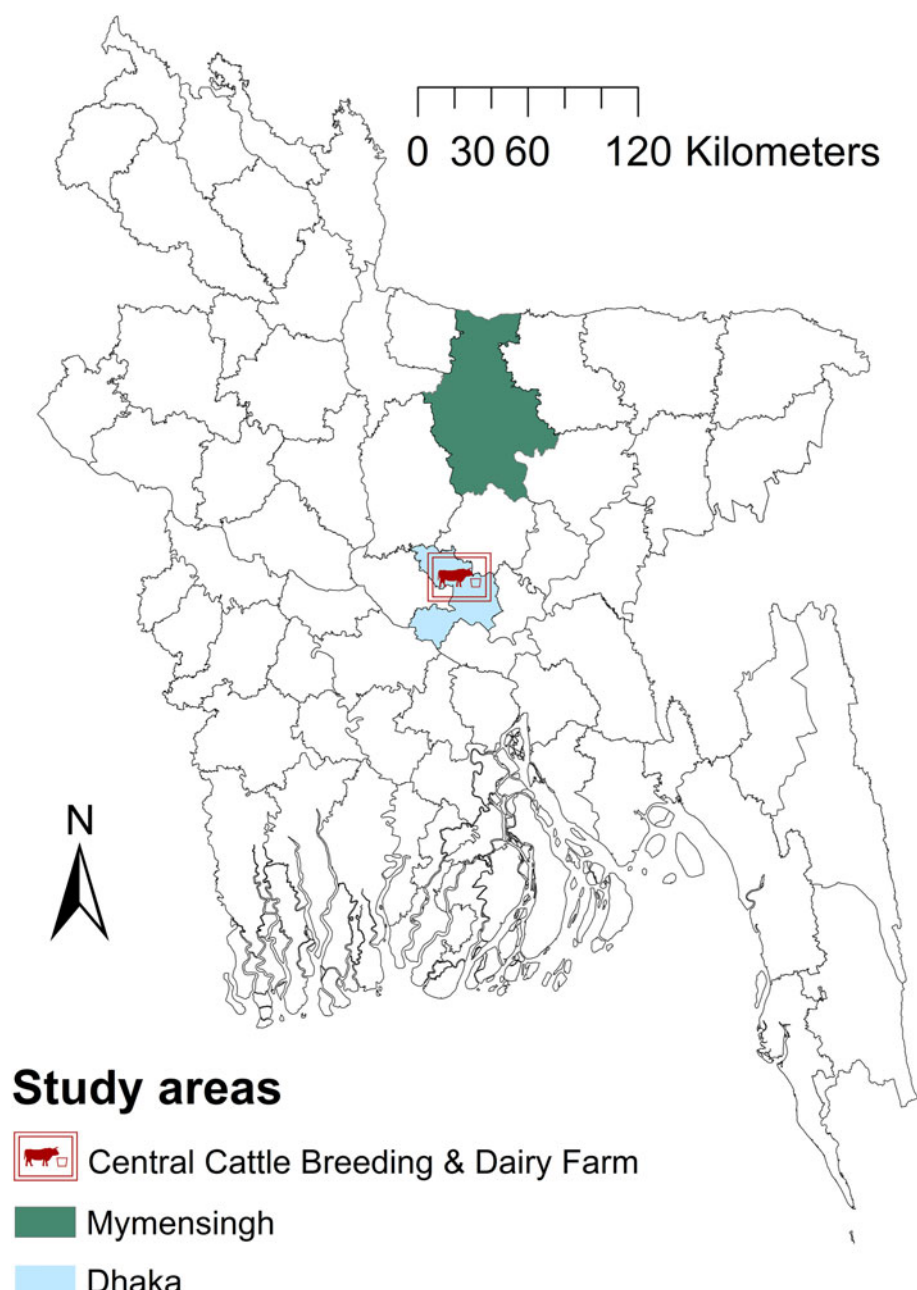 0 30 60 120 Kilometers
N
Study areas
Central Cattle Breeding & Dairy Farm
Mymensingh
Dhaka